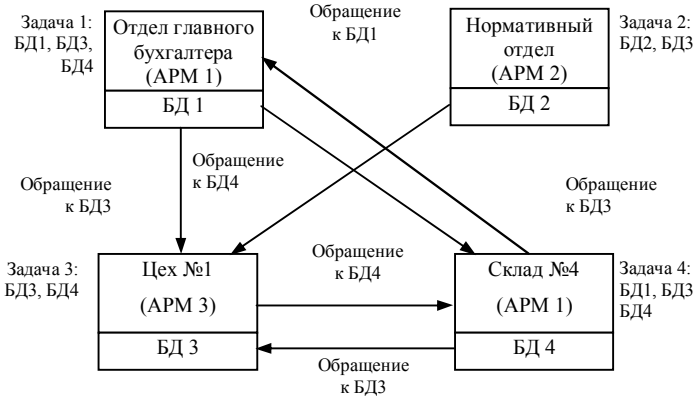 Задача 1:
БД1, БД3,
БД4
Отдел главного
бухгалтера
(АРМ 1)
БД 1
Обращение
к БД1
Нормативный
отдел
(АРМ 2)
БД 2
Задача 2:
БД2, БД3
Обращение
к БД3
Обращение
к БД4
Обращение
к БД3
Задача 3:
БД3, БД4
Цех №1
(АРМ 3)
БД 3
Обращение
к БД4
Склад №4
(АРМ 1)
БД 4
Задача 4:
БД1, БД3
БД4
Обращение
к БД3